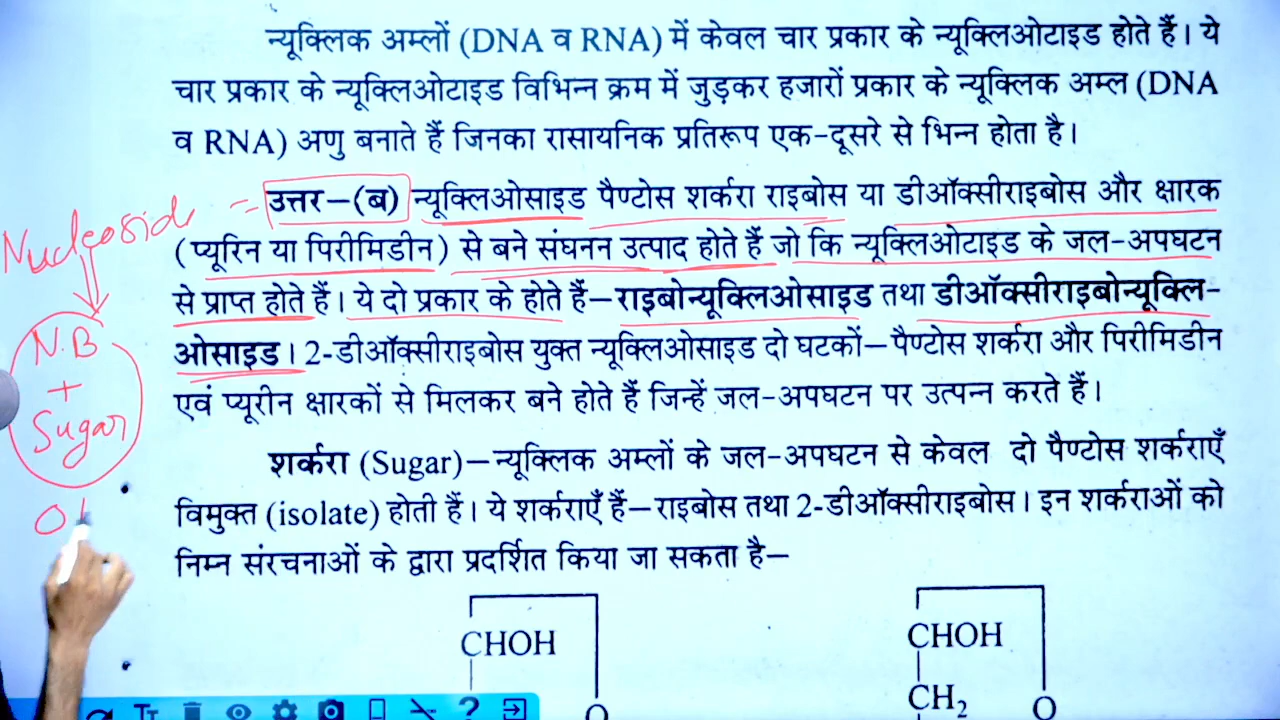 न्यूक्लिक अम्लों (DNA व RNA) में केवल चार प्रकार के न्यूक्लिओटाइड होते हैं। ये
चार प्रकार के न्यूक्लिओटाइड विभिन्न क्रम में जुड़कर हजारों प्रकार के न्यूक्लिक अम्ल (DNA
व RNA) अणु बनाते हैं जिनका रासायनिक प्रतिरूप एक-दूसरे से भिन्न होता है।
उत्तर–(ब) न्यूक्लिओसाइड पैण्टोस शर्करा राइबोस या डीऑक्सीराइबोस और क्षारक
(प्यूरिन या पिरीमिडीन) से बने संघनन उत्पाद होते हैं जो कि न्यूक्लिओटाइड के जल-अपघटन
से प्राप्त होते हैं। ये दो प्रकार के होते हैं–राइबोन्यूक्लिओसाइड तथा डीऑक्सीराइबोन्यूक्लि-
ओसाइड। 2-डीऑक्सीराइबोस युक्त न्यूक्लिओसाइड दो घटकों–पैण्टोस शर्करा और पिरीमिडीन
एवं प्यूरीन क्षारकों से मिलकर बने होते हैं जिन्हें जल-अपघटन पर उत्पन्न करते हैं।
शर्करा (Sugar)–न्यूक्लिक अम्लों के जल-अपघटन से केवल दो पैण्टोस शर्कराएँ
विमुक्त (isolate) होती हैं। ये शर्कराएँ हैं–राइबोस तथा 2-डीऑक्सीराइबोस। इन शर्कराओं को
निम्न संरचनाओं के द्वारा प्रदर्शित किया जा सकता है–
Nucleoside =
N.B
+
Sugar
CHOH CHOH
CH₂
O O